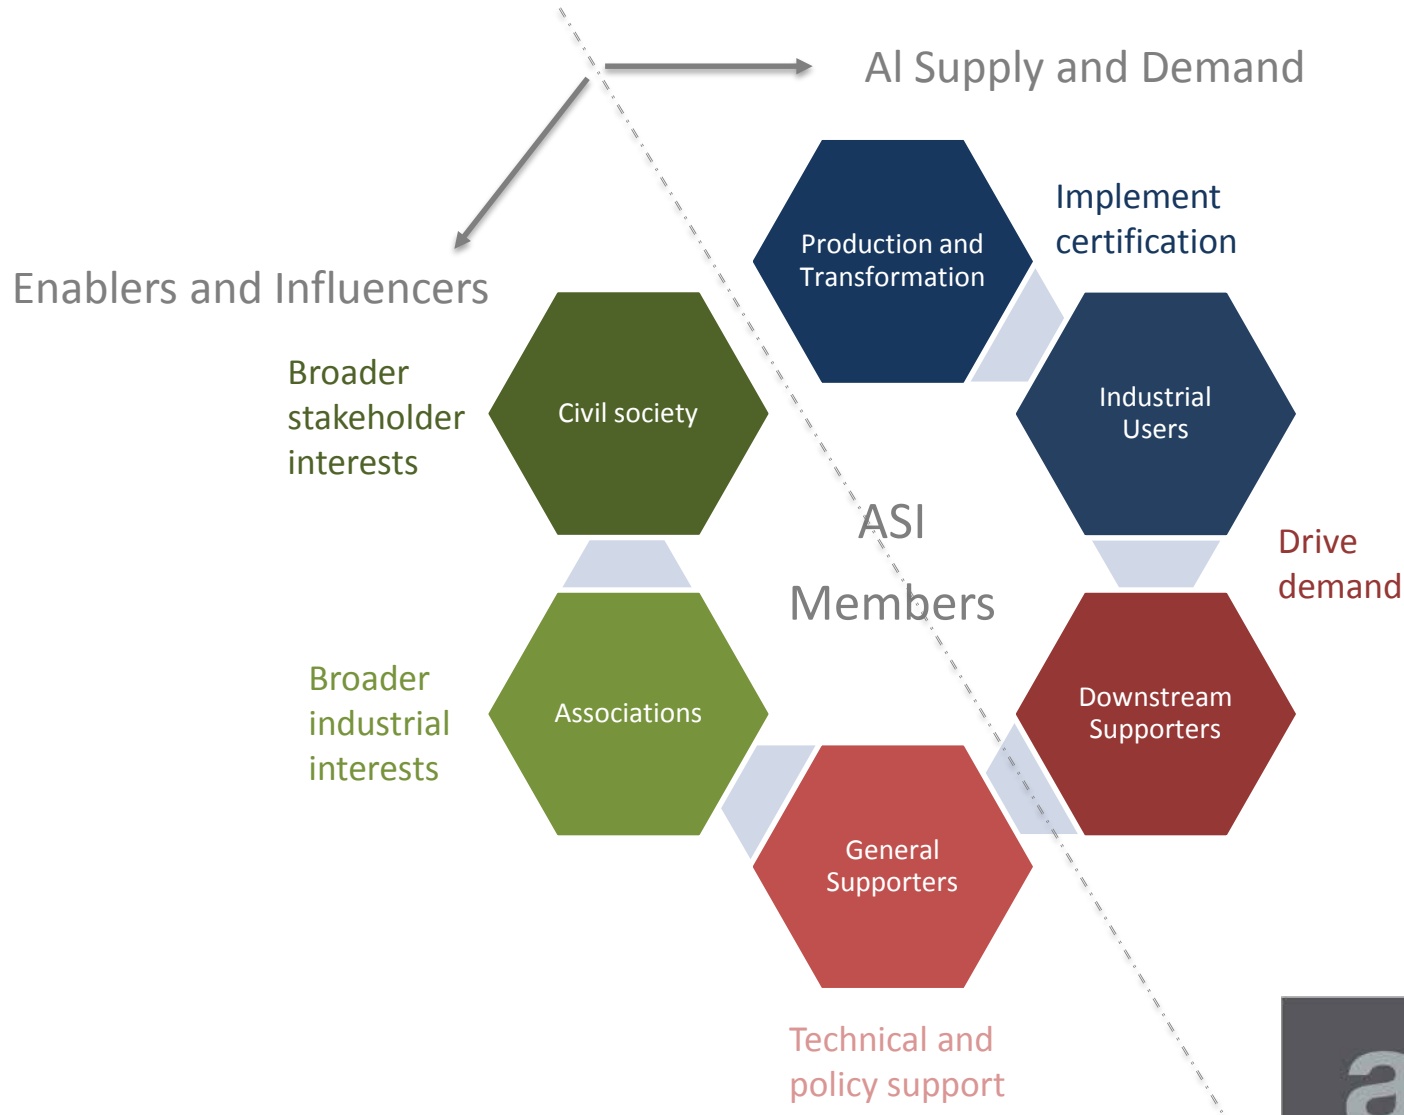 Al Supply and Demand
Production and
Transformation
Implement
certification
Enablers and Influencers
Broader
stakeholder
interests
Civil society
Industrial
Users
ASI
Members
Drive
demand
Broader
industrial
interests
Associations
Downstream
Supporters
General
Supporters
Technical and
policy support
a